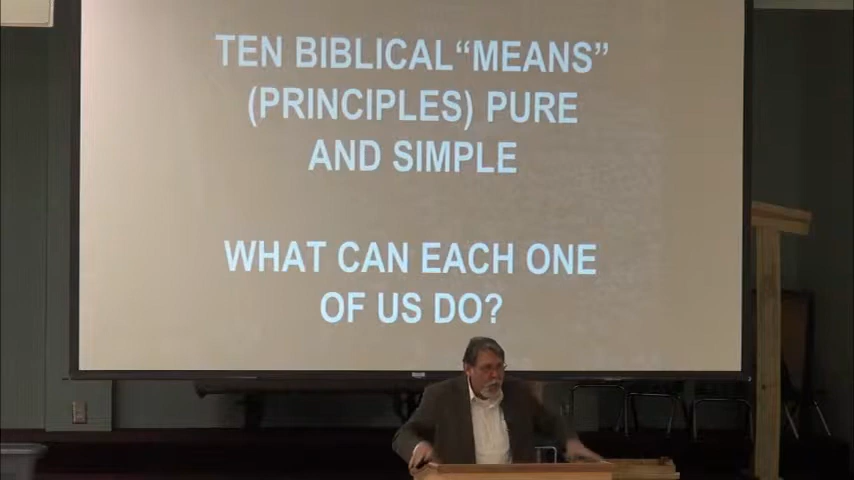 TEN BIBLICAL “MEANS”
(PRINCIPLES) PURE
AND SIMPLE
WHAT CAN EACH ONE
OF US DO?